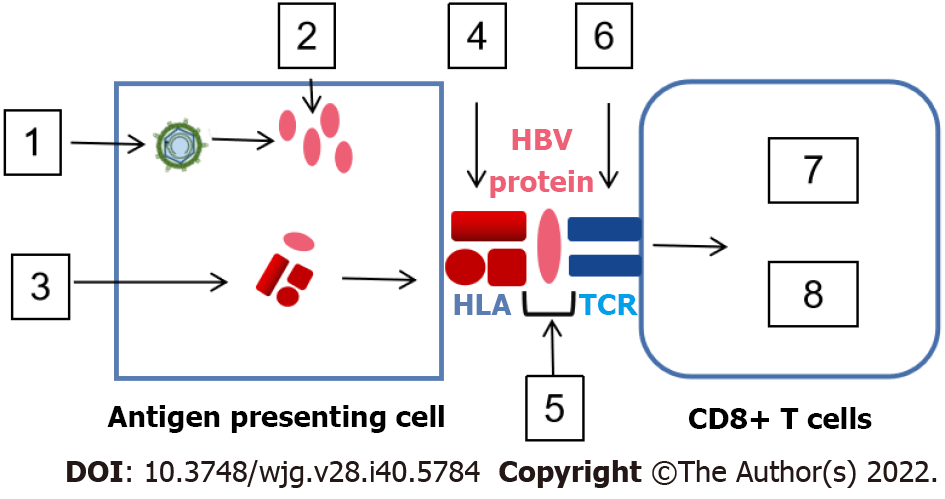 2
4
6
1
HBV
protein
7
3
8
HLA
TCR
5
Antigen presenting cell
CD8+ T cells
DOI: 10.3748/wjg.v28.i40.5784 Copyright ©The Author(s) 2022.